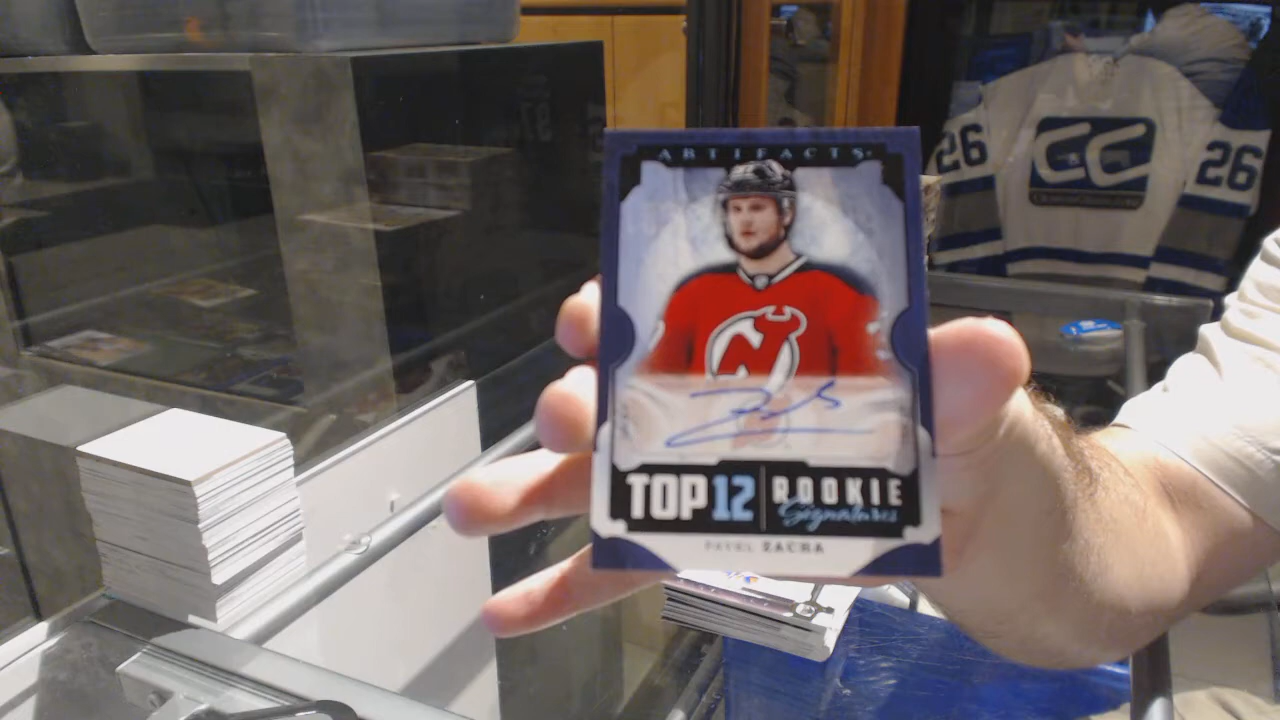 ARTIFACTS
TOP 12 ROOKIE
Signatures
PAVEL ZACHA
26
CC
26